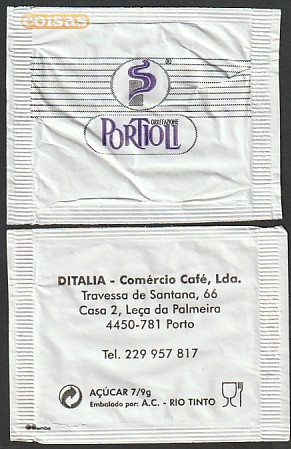 coisas
®
TORREFAZIONE
PORTIOLI
DITALIA - Comércio Café, Lda.
Travessa de Santana, 66
Casa 2, Leça da Palmeira
4450-781 Porto
Tel. 229 957 817
AÇÚCAR 7/9g
Embalado por: A.C. - RIO TINTO